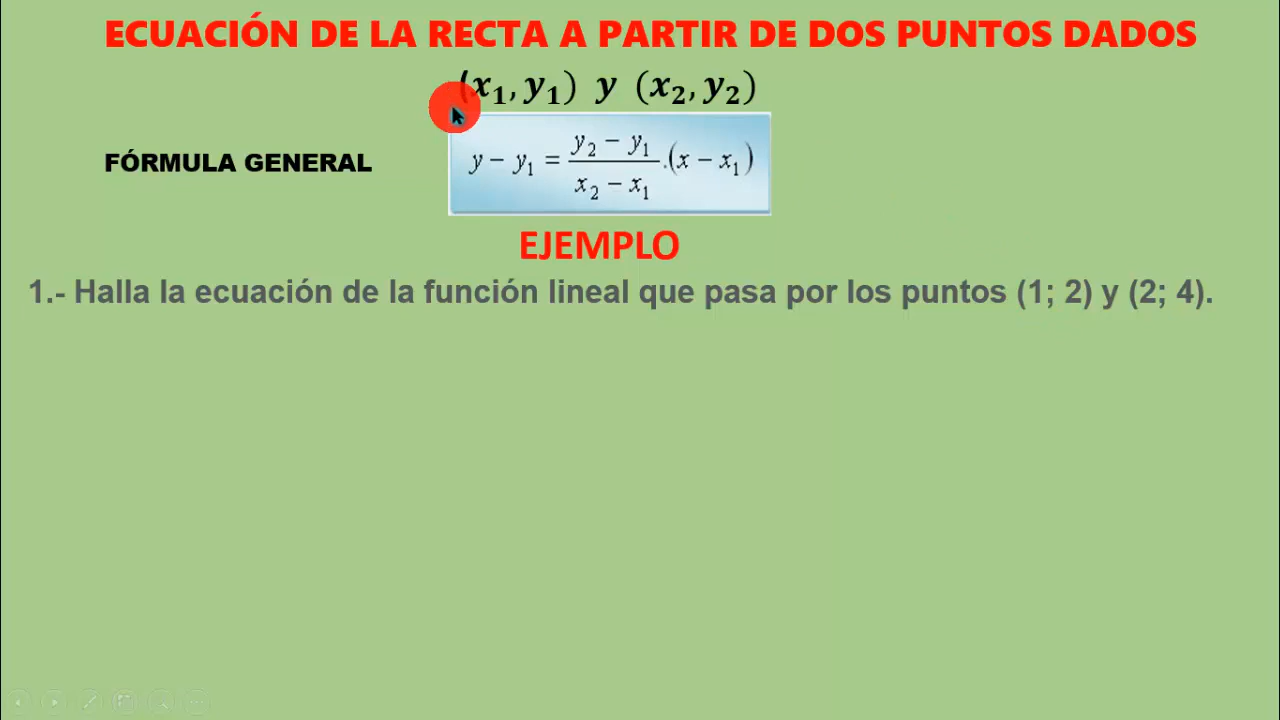 ECUACIÓN DE LA RECTA A PARTIR DE DOS PUNTOS DADOS
(x₁, y₁) y (x₂, y₂)
FÓRMULA GENERAL
y − y₁ = (y₂ − y₁)/(x₂ − x₁) .(x − x₁)
EJEMPLO
1.- Halla la ecuación de la función lineal que pasa por los puntos (1; 2) y (2; 4).